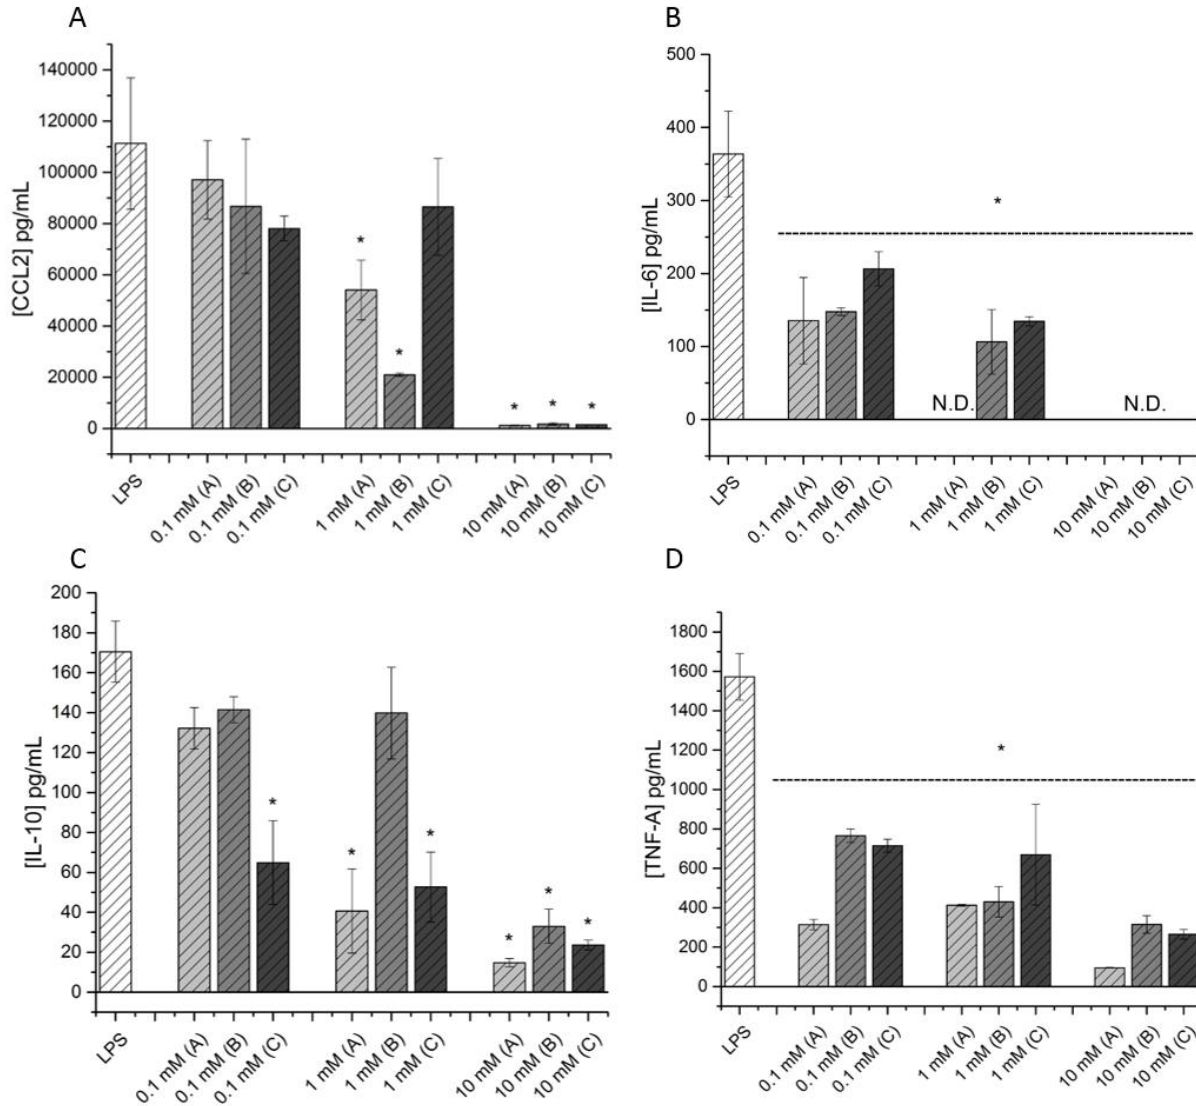 A
[CCL2] pg/mL
140000
120000
100000
80000
60000
40000
20000
0
*
*
*
*
*
LPS
0.1 mM (A)
0.1 mM (B)
0.1 mM (C)
1 mM (A)
1 mM (B)
1 mM (C)
10 mM (A)
10 mM (B)
10 mM (C)
B
[IL-6] pg/mL
500
400
300
200
100
0
*
N.D.
N.D.
LPS
0.1 mM (A)
0.1 mM (B)
0.1 mM (C)
1 mM (A)
1 mM (B)
1 mM (C)
10 mM (A)
10 mM (B)
10 mM (C)
C
[IL-10] pg/mL
200
180
160
140
120
100
80
60
40
20
0
*
*
*
*
*
*
LPS
0.1 mM (A)
0.1 mM (B)
0.1 mM (C)
1 mM (A)
1 mM (B)
1 mM (C)
10 mM (A)
10 mM (B)
10 mM (C)
D
[TNF-A] pg/mL
1800
1600
1400
1200
1000
800
600
400
200
0
*
LPS
0.1 mM (A)
0.1 mM (B)
0.1 mM (C)
1 mM (A)
1 mM (B)
1 mM (C)
10 mM (A)
10 mM (B)
10 mM (C)